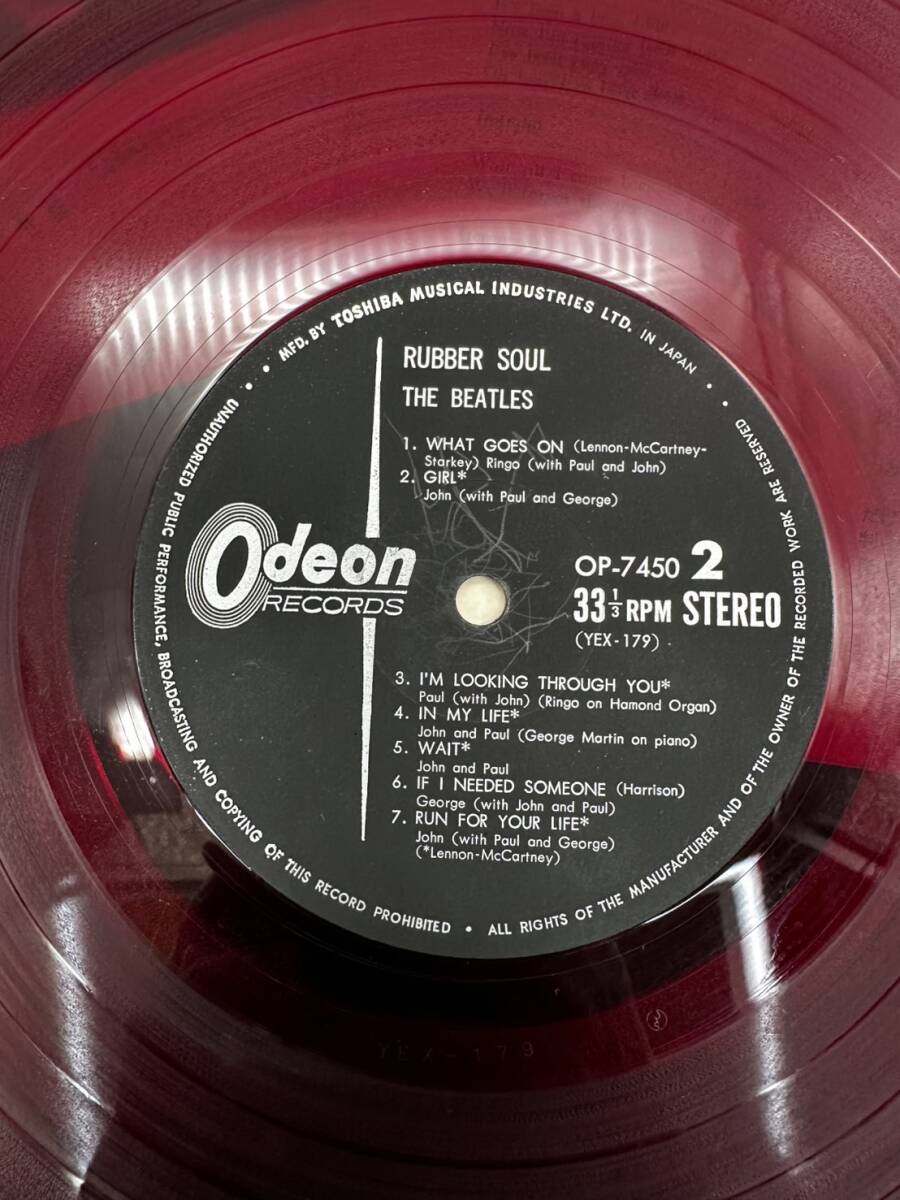 MFD. BY TOSHIBA MUSICAL INDUSTRIES LTD. IN JAPAN
RUBBER SOUL
THE BEATLES
1. WHAT GOES ON (Lennon-McCartney-
Starkey) Ringo (with Paul and John)
2. GIRL*
John (with Paul and George)
Odeon
RECORDS
OP-7450 2
33 1/3 RPM STEREO
(YEX-179)
3. I'M LOOKING THROUGH YOU*
Paul (with John) (Ringo on Hamond Organ)
4. IN MY LIFE*
John and Paul (George Martin on piano)
5. WAIT*
John and Paul
6. IF I NEEDED SOMEONE (Harrison)
George (with John and Paul)
7. RUN FOR YOUR LIFE*
John (with Paul and George)
(*Lennon-McCartney)
UNAUTHORIZED PUBLIC PERFORMANCE, BROADCASTING AND COPYING OF THIS RECORD PROHIBITED • ALL RIGHTS OF THE MANUFACTURER AND OF THE OWNER OF THE RECORDED WORK ARE RESERVED
YEX-179